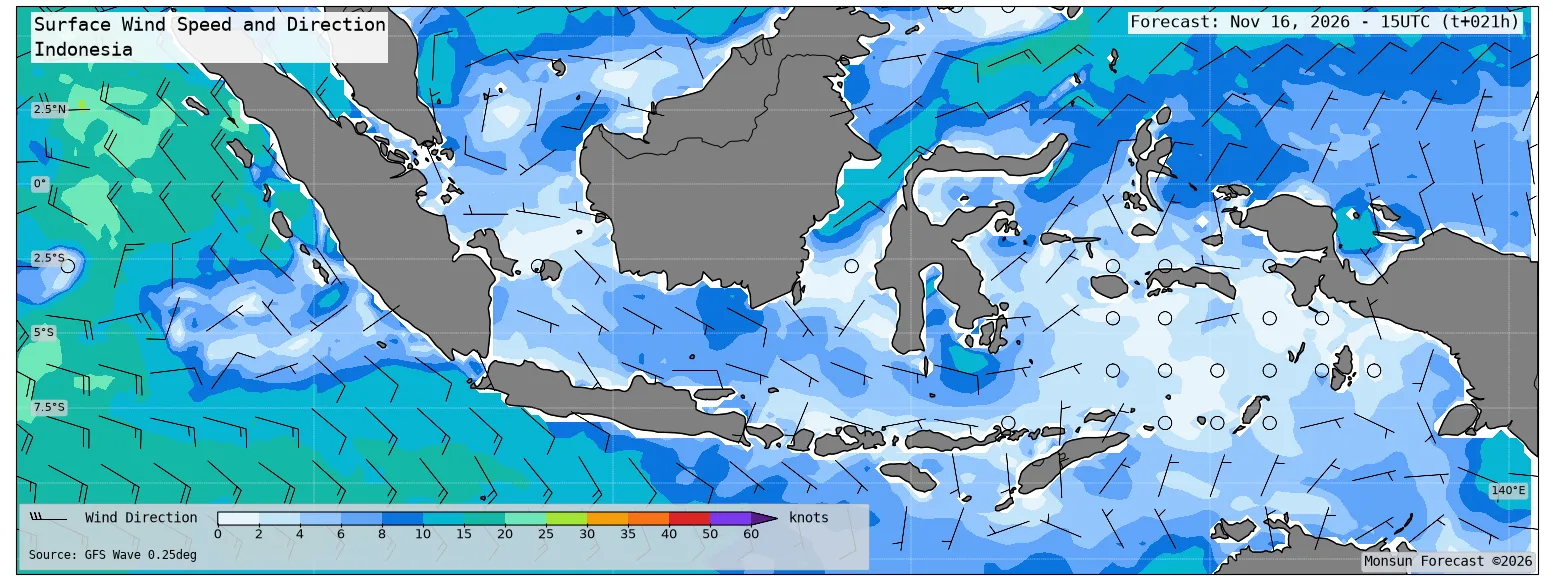 Surface Wind Speed and Direction
Indonesia
Forecast: Nov 16, 2026 - 15UTC (t+021h)
2.5°N
0°
2.5°S
5°S
7.5°S
140°E
Wind Direction
0 2 4 6 8 10 15 20 25 30 35 40 50 60
knots
Source: GFS Wave 0.25deg
Monsun Forecast ©2026